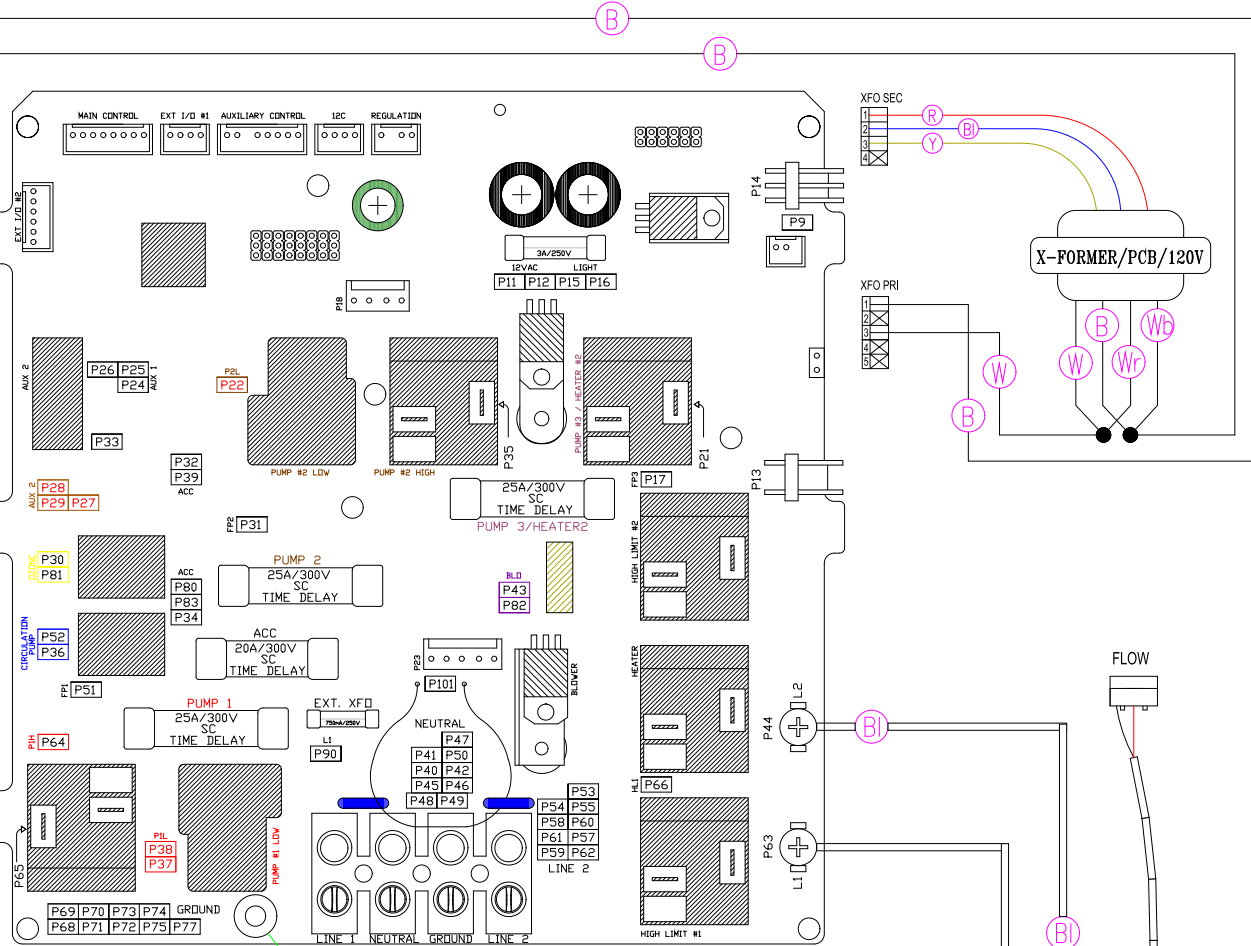 B
B
MAIN CONTROL
EXT I/O #1
AUXILIARY CONTROL
12C
REGULATION
XFO SEC
1
2
3
4
R
Bl
Y
EXT I/O #2
P14
P9
3A/250V
12VAC
LIGHT
P11 P12 P15 P16
X-FORMER/PCB/120V
P18
XFO PRI
1
2
3
4
5
W
B
W
B
Wr
Wb
AUX 2
P26 P25
P24
AUX 1
P2L
P22
PUMP #2 LOW
PUMP #2 HIGH
P35
PUMP #3 / HEATER #2
P21
P33
P32
P39
ACC
AUX 2
P28
P29 P27
FP2
P31
25A/300V
SC
TIME DELAY
PUMP 3/HEATER2
FP3
P17
P13
HIGH LIMIT #2
OZONE
P30
P81
ACC
P80
P83
P34
PUMP 2
25A/300V
SC
TIME DELAY
BLO
P43
P82
CIRCULATION
PUMP
P52
P36
FP1
P51
ACC
20A/300V
SC
TIME DELAY
P23
P101
BLOWER
HEATER
FLOW
PUMP 1
25A/300V
SC
TIME DELAY
EXT. XFO
750mA/250V
L1
P90
P1H
P64
NEUTRAL
P47
P41 P50
P40 P42
P45 P46
P48 P49
P44
L2
Bl
HL1
P66
P53
P54 P55
P58 P60
P61 P57
P59 P62
LINE 2
P65
P1L
P38
P37
PUMP #1 LOW
P63
L1
P69 P70 P73 P74 GROUND
P68 P71 P72 P75 P77
LINE 1
NEUTRAL
GROUND
LINE 2
HIGH LIMIT #1
Bl